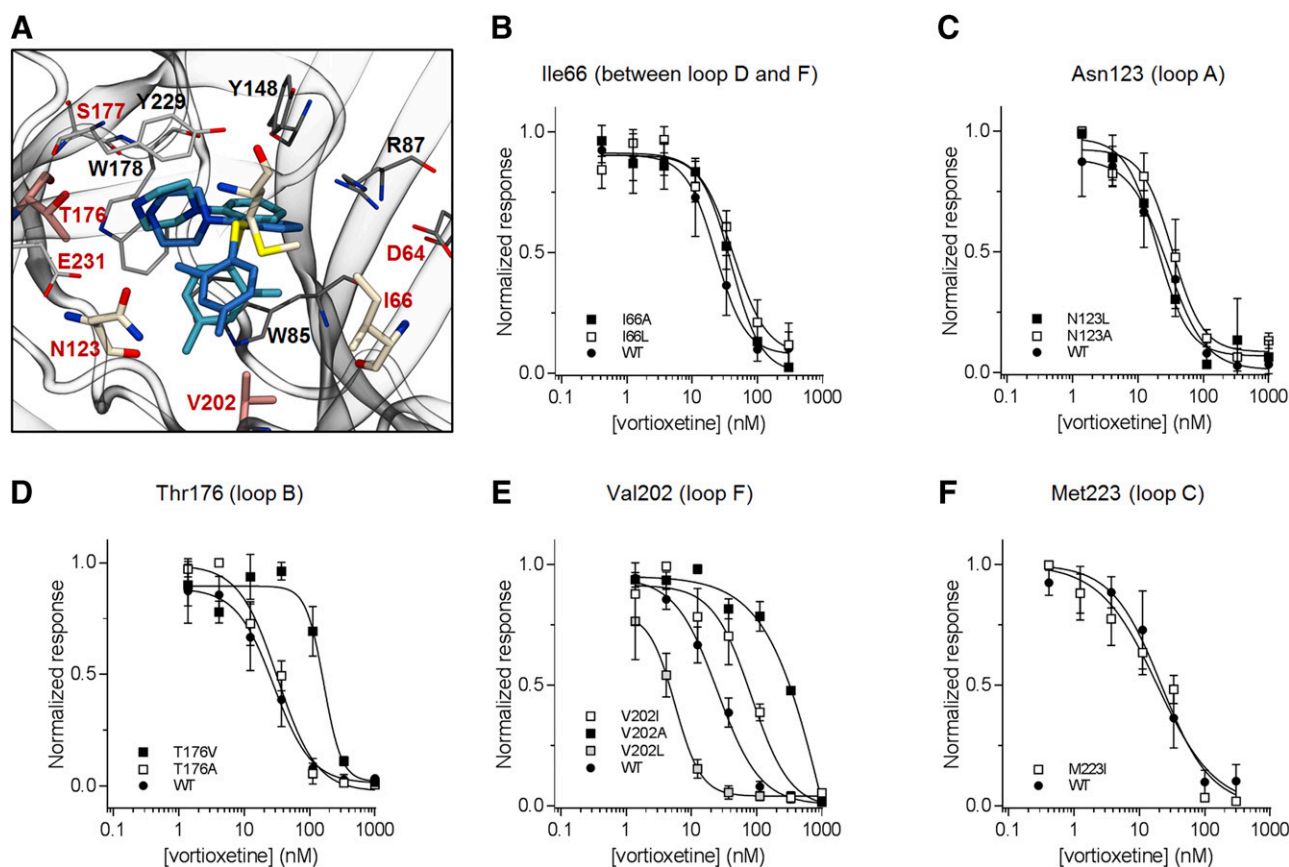 A
S177
Y229
Y148
W178
R87
T176
E231
D64
I66
N123
W85
V202
B
Ile66 (between loop D and F)
Normalized response
1.0
0.5
0.0
I66A
I66L
WT
0.1 1 10 100 1000
[vortioxetine] (nM)
C
Asn123 (loop A)
Normalized response
1.0
0.5
0.0
N123L
N123A
WT
0.1 1 10 100 1000
[vortioxetine] (nM)
D
Thr176 (loop B)
Normalized response
1.0
0.5
0.0
T176V
T176A
WT
0.1 1 10 100 1000
[vortioxetine] (nM)
E
Val202 (loop F)
Normalized response
1.0
0.5
0.0
V202I
V202A
V202L
WT
0.1 1 10 100 1000
[vortioxetine] (nM)
F
Met223 (loop C)
Normalized response
1.0
0.5
0.0
M223I
WT
0.1 1 10 100 1000
[vortioxetine] (nM)